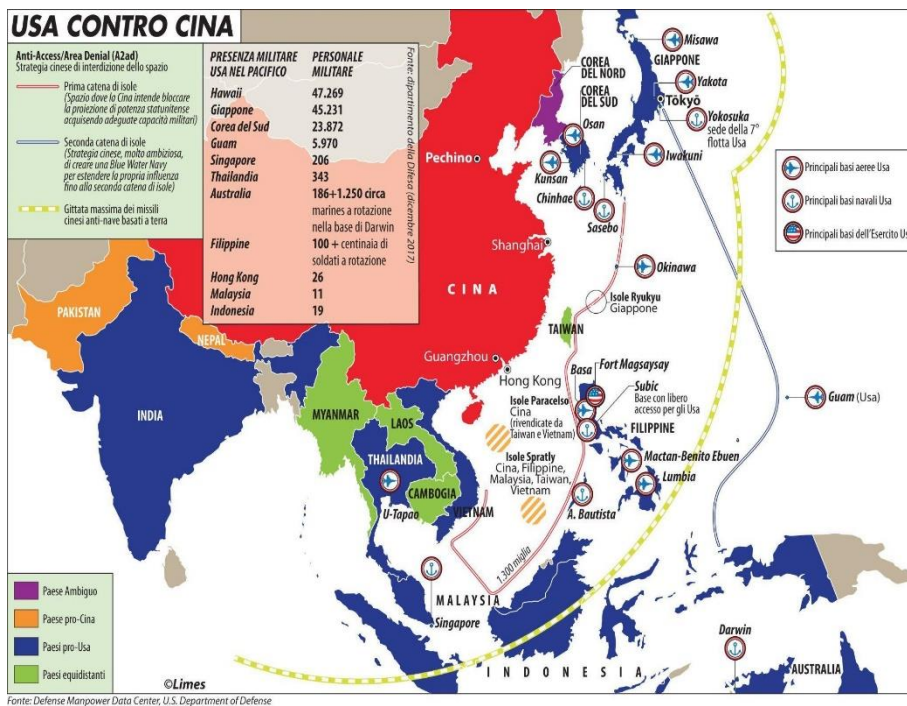 USA CONTRO CINA
Anti-Access/Area Denial (A2ad)
Strategia cinese di interdizione dello spazio
Prima catena di isole
(Spazio dove la Cina intende bloccare
la proiezione di potenza statunitense
acquisendo adeguate capacità militari)
Seconda catena di isole
(Strategia cinese, molto ambiziosa,
di creare una Blue Water Navy
per estendere la propria influenza
fino alla seconda catena di isole)
Gittata massima dei missili
cinesi anti-nave basati a terra
PRESENZA MILITARE PERSONALE
USA NEL PACIFICO MILITARE
Hawaii 47.269
Giappone 45.231
Corea del Sud 23.872
Guam 5.970
Singapore 206
Thailandia 343
Australia 186+1.250 circa
marines a rotazione
nella base di Darwin
Filippine 100 + centinaia di
soldati a rotazione
Hong Kong 26
Malaysia 11
Indonesia 19
Fonte: dipartimento della Difesa (dicembre 2017)
Misawa
GIAPPONE
COREA
DEL NORD
COREA
DEL SUD
Yakota
Tōkyō
Yokosuka
sede della 7°
flotta Usa
Osan
Iwakuni
Kunsan
Chinhae
Sasebo
Pechino
Shanghai
Okinawa
CINA
Isole Ryukyu
Giappone
TAIWAN
Guangzhou
Hong Kong
Principali basi aeree Usa
Principali basi navali Usa
Principali basi dell'Esercito Us
PAKISTAN
NEPAL
INDIA
MYANMAR
LAOS
THAILANDIA
U-Tapao
CAMBOGIA
VIETNAM
Isole Paracelso
Cina
(rivendicate da
Taiwan e Vietnam)
Isole Spratly
Cina, Filippine,
Malaysia, Taiwan,
Vietnam
Basa
Fort Magsaysay
Subic
Base con libero
accesso per gli Usa
FILIPPINE
Mactan-Benito Ebuen
Lumbia
A. Bautista
Guam (Usa)
1.300 miglia
MALAYSIA
Singapore
INDONESIA
Darwin
AUSTRALIA
Paese Ambiguo
Paese pro-Cina
Paesi pro-Usa
Paesi equidistanti
©Limes
Fonte: Defense Manpower Data Center, U.S. Department of Defense